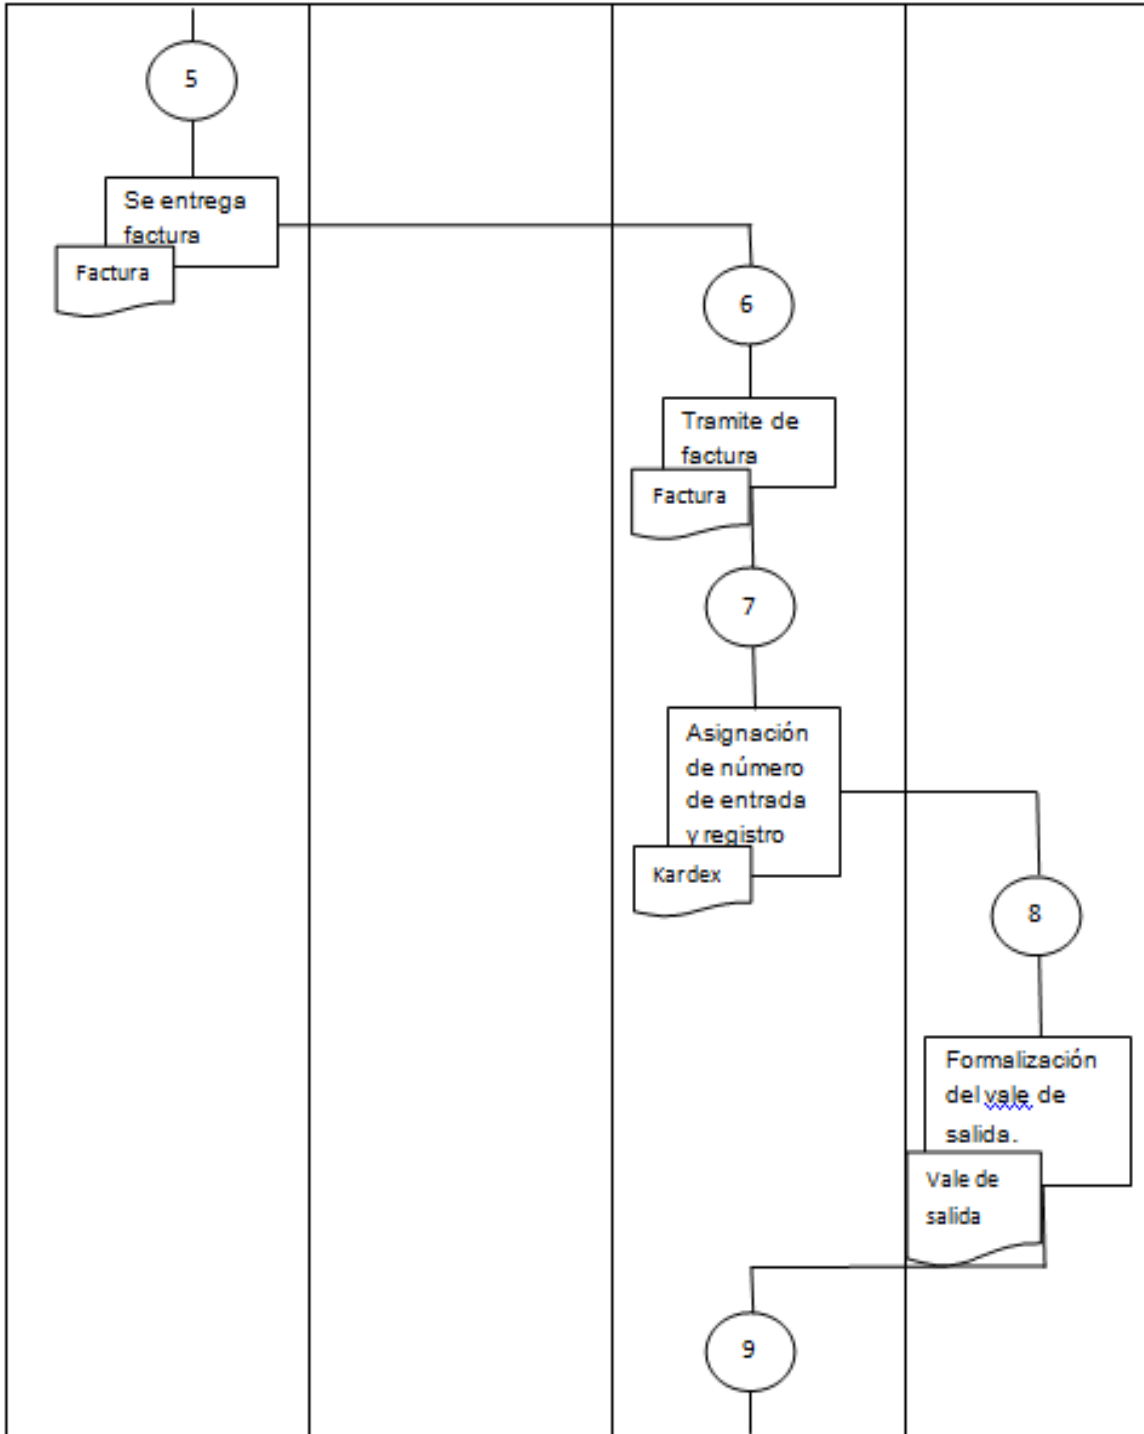 5
Se entrega
factura
Factura
6
Tramite de
factura
Factura
7
Asignación
de número
de entrada
y registro
Kardex
8
Formalización
del vale de
salida.
Vale de
salida
9